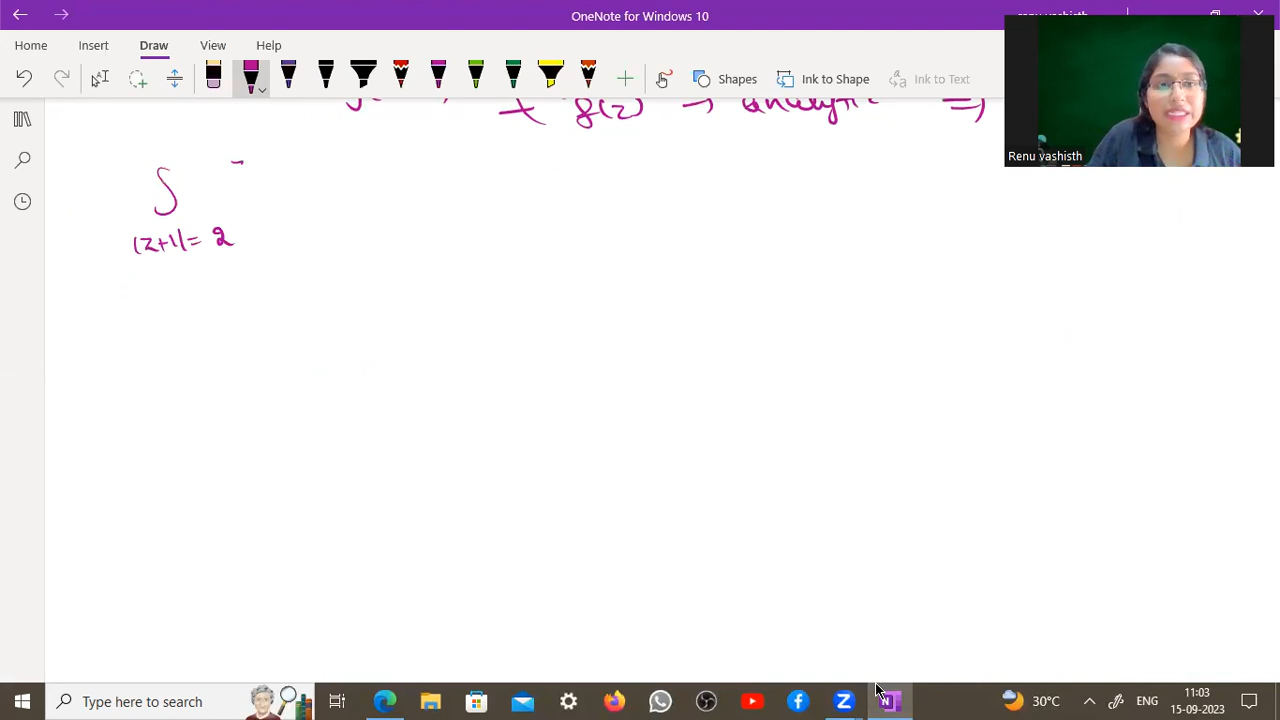 OneNote for Windows 10
Home Insert Draw View Help
Shapes Ink to Shape Ink to Text
f(z) → analytic ⇒
∫
|z+1| = 2
Renu vashisth
Type here to search
30°C ENG 11:03
15-09-2023